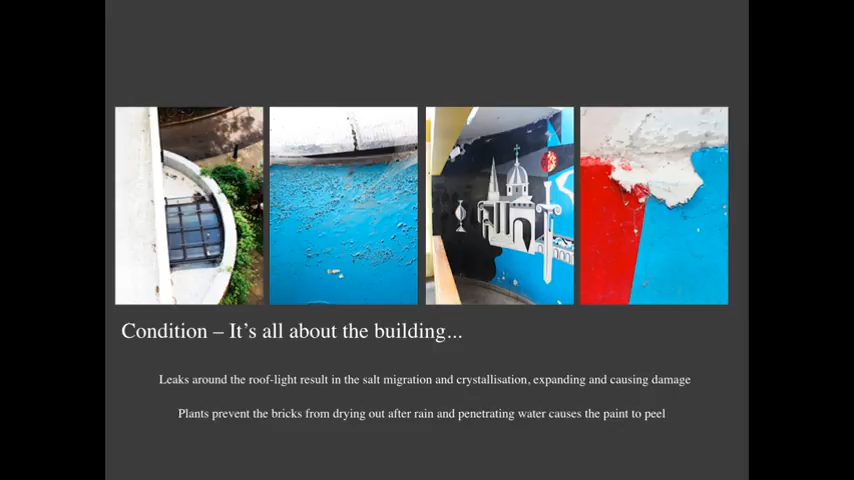 Condition – It's all about the building...
Leaks around the roof-light result in the salt migration and crystallisation, expanding and causing damage
Plants prevent the bricks from drying out after rain and penetrating water causes the paint to peel